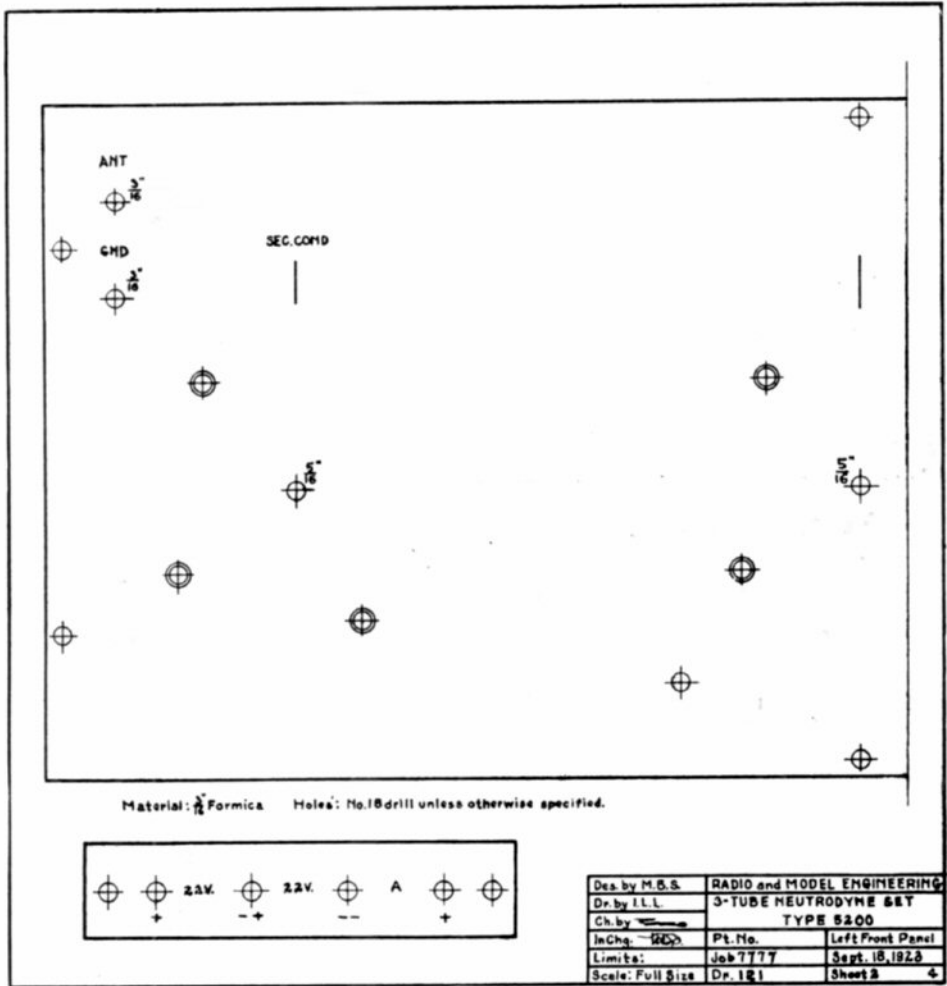 ANT
3"
16
GND
3"
16
SEC. COND
5"
16
5"
16
Material: 3"/16 Formica Holes: No.18 drill unless otherwise specified.
22V. 22V. A
+ -+ -- +
Des. by M.B.S. RADIO and MODEL ENGINEERING
Dr. by I.L.L. 3-TUBE NEUTRODYNE SET
Ch. by TYPE 5200
InChg. Pt. No. Left Front Panel
Limits: Job 7777 Sept. 18, 1923
Scale: Full Size Dr. 121 Sheet 2 4